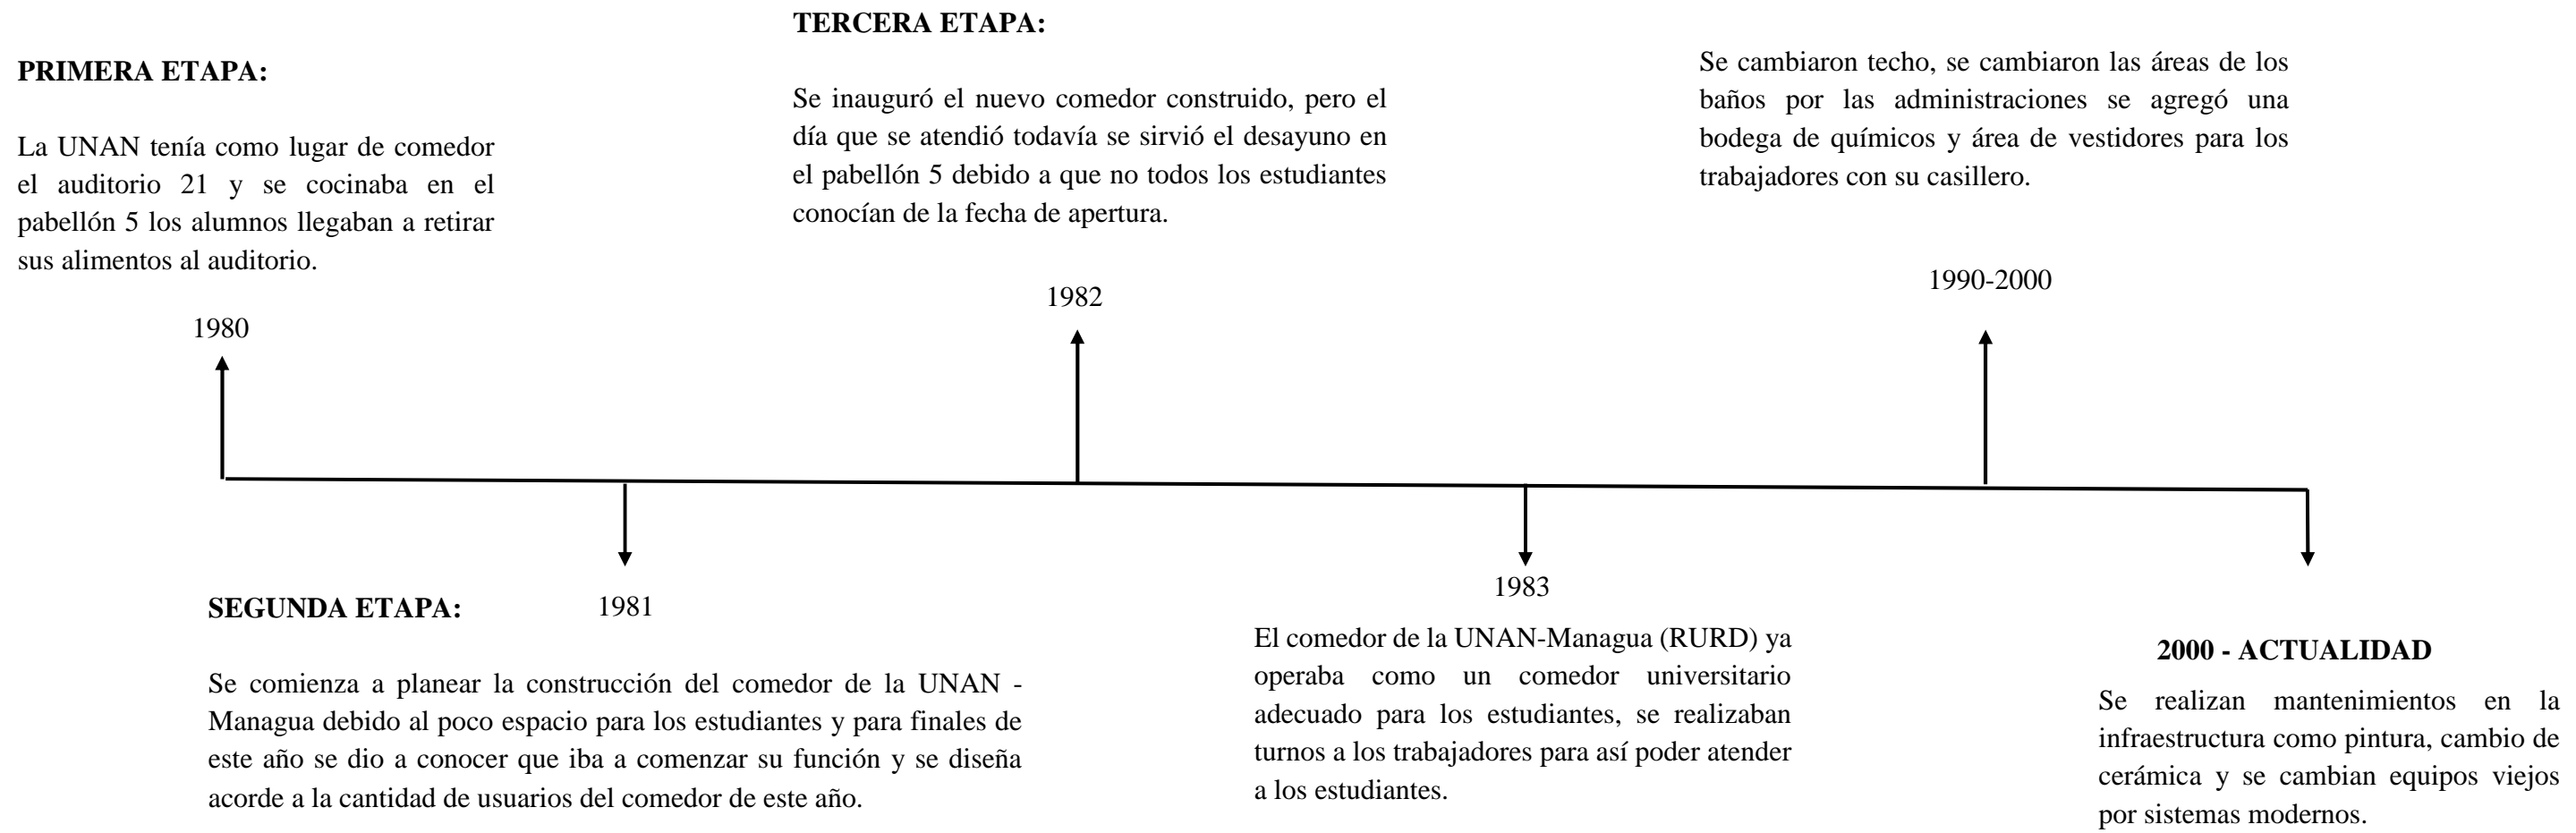 PRIMERA ETAPA:
La UNAN tenía como lugar de comedor
el auditorio 21 y se cocinaba en el
pabellón 5 los alumnos llegaban a retirar
sus alimentos al auditorio.
1980
SEGUNDA ETAPA:
1981
Se comienza a planear la construcción del comedor de la UNAN -
Managua debido al poco espacio para los estudiantes y para finales de
este año se dio a conocer que iba a comenzar su función y se diseña
acorde a la cantidad de usuarios del comedor de este año.
TERCERA ETAPA:
Se inauguró el nuevo comedor construido, pero el
día que se atendió todavía se sirvió el desayuno en
el pabellón 5 debido a que no todos los estudiantes
conocían de la fecha de apertura.
1982
1983
El comedor de la UNAN-Managua (RURD) ya
operaba como un comedor universitario
adecuado para los estudiantes, se realizaban
turnos a los trabajadores para así poder atender
a los estudiantes.
Se cambiaron techo, se cambiaron las áreas de los
baños por las administraciones se agregó una
bodega de químicos y área de vestidores para los
trabajadores con su casillero.
1990-2000
2000 - ACTUALIDAD
Se realizan mantenimientos en la
infraestructura como pintura, cambio de
cerámica y se cambian equipos viejos
por sistemas modernos.